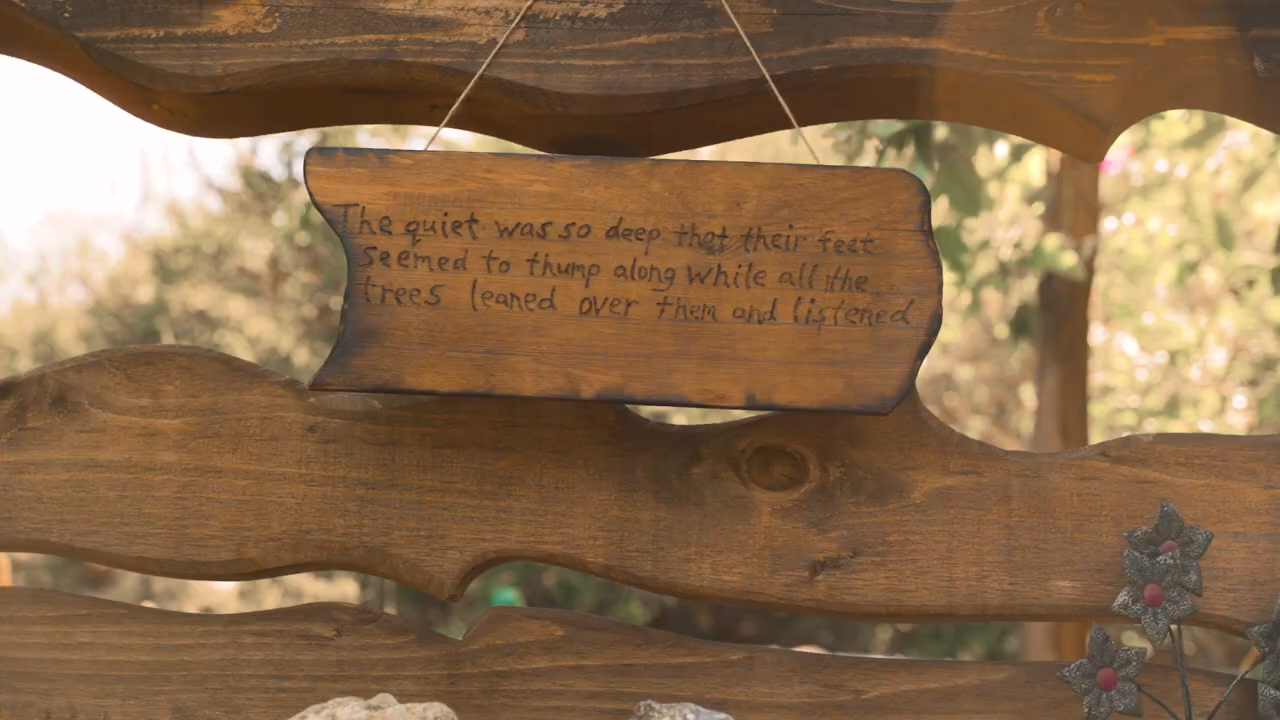 The quiet was so deep that their feet
seemed to thump along while all the
trees leaned over them and listened